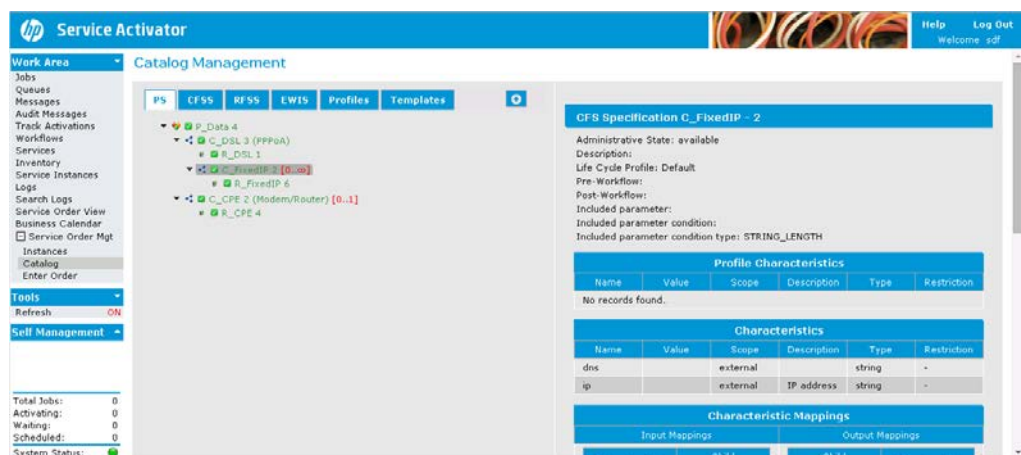 hp Service Activator
Help Log Out
Welcome sdf
Work Area
Jobs
Queues
Messages
Audit Messages
Track Activations
Workflows
Services
Inventory
Service Instances
Logs
Search Logs
Service Order View
Business Calendar
Service Order Mgt
Instances
Catalog
Enter Order
Tools
Refresh ON
Self Management
Total Jobs: 0
Activating: 0
Waiting: 0
Scheduled: 0
System Status:
Catalog Management
PS CFSS RFSS EWIS Profiles Templates
P_Data 4
C_DSL 3 (PPPoA)
R_DSL 1
C_FixedIP 2 [0..∞]
R_FixedIP 6
C_CPE 2 (Modem/Router) [0..1]
R_CPE 4
CFS Specification C_FixedIP - 2
Administrative State: available
Description:
Life Cycle Profile: Default
Pre-Workflow:
Post-Workflow:
Included parameter:
Included parameter condition:
Included parameter condition type: STRING_LENGTH
Profile Characteristics
Name Value Scope Description Type Restriction
No records found.
Characteristics
Name Value Scope Description Type Restriction
dns external string -
ip external IP address string -
Characteristic Mappings
Input Mappings Output Mappings